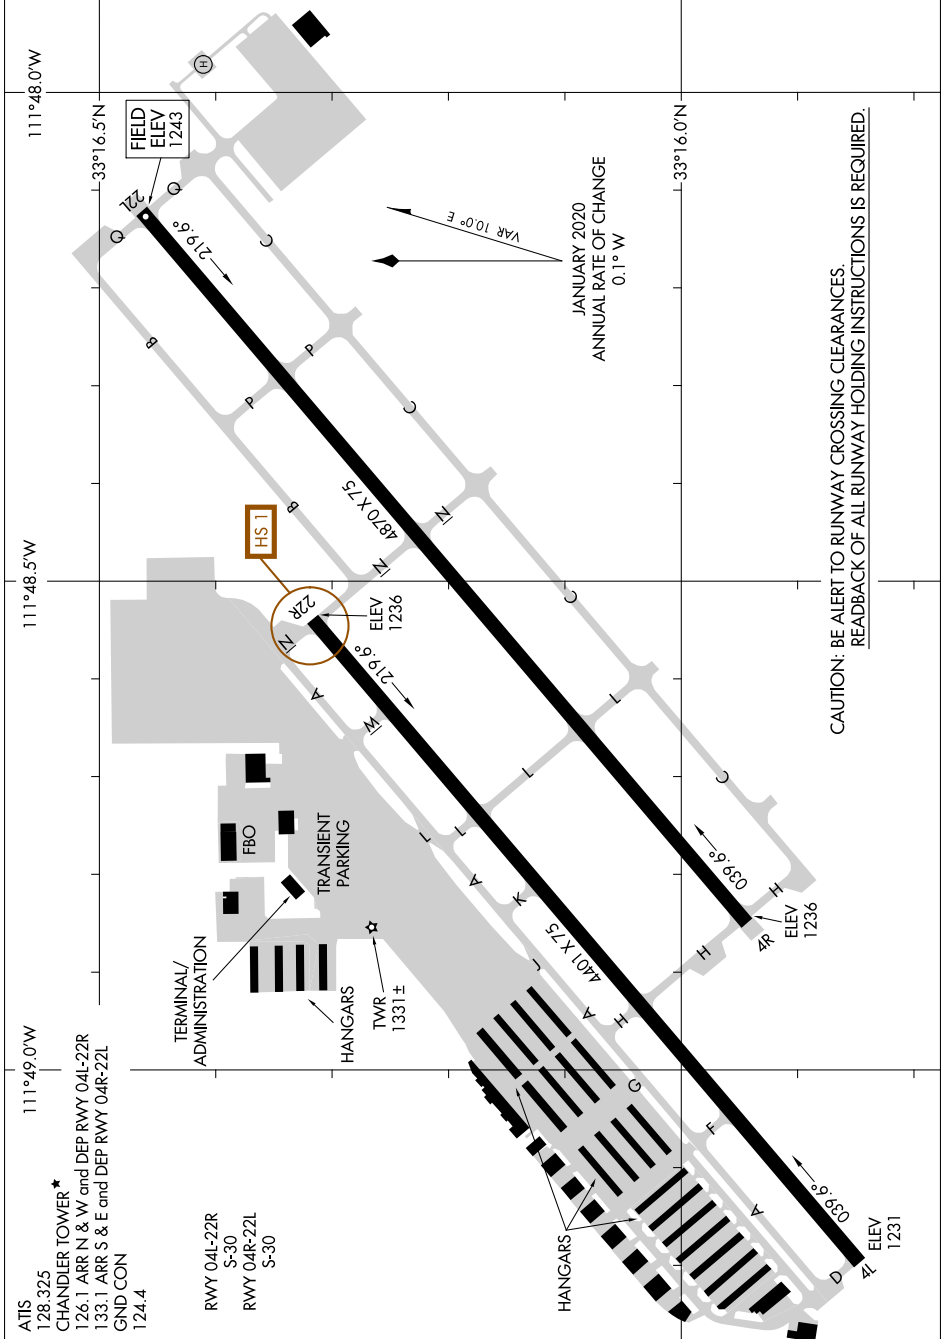 ATIS
128.325
CHANDLER TOWER★
126.1 ARR N & W and DEP RWY 04L-22R
133.1 ARR S & E and DEP RWY 04R-22L
GND CON
124.4
RWY 04L-22R
S-30
RWY 04R-22L
S-30
111°49.0'W
111°48.5'W
111°48.0'W
33°16.5'N
33°16.0'N
FIELD
ELEV
1243
22L
219.6°
Q
Q
H
C
B
P
P
C
B
4870 X 75
N
N
HS 1
22R
ELEV
1236
219.6°
N
A
M
C
L
L
L
L
C
A
K
J
4401 X 75
A
H
H
H
039.6°
4R
ELEV
1236
G
F
A
039.6°
D
4L
ELEV
1231
FBO
TRANSIENT
PARKING
TERMINAL/
ADMINISTRATION
HANGARS
TWR
1331±
HANGARS
VAR 10.0° E
JANUARY 2020
ANNUAL RATE OF CHANGE
0.1° W
CAUTION: BE ALERT TO RUNWAY CROSSING CLEARANCES.
READBACK OF ALL RUNWAY HOLDING INSTRUCTIONS IS REQUIRED.